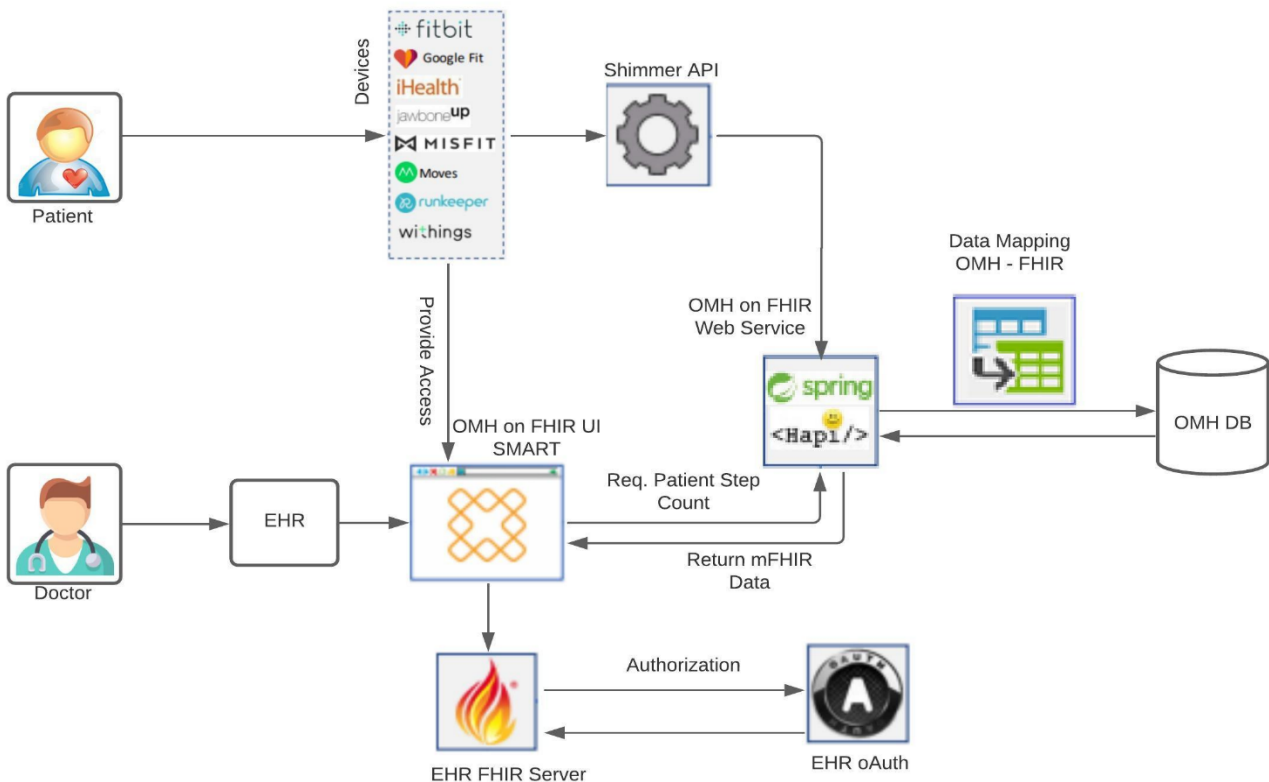 fitbit
Google Fit
iHealth
jawbone up
MISFIT
Moves
runkeeper
withings
Devices
Shimmer API
Patient
Provide Access
OMH on FHIR
Web Service
Data Mapping
OMH - FHIR
spring
<Hapi/>
OMH DB
OMH on FHIR UI
SMART
Req. Patient Step
Count
EHR
Return mFHIR
Data
Doctor
Authorization
OAUTH
A
EHR FHIR Server
EHR oAuth